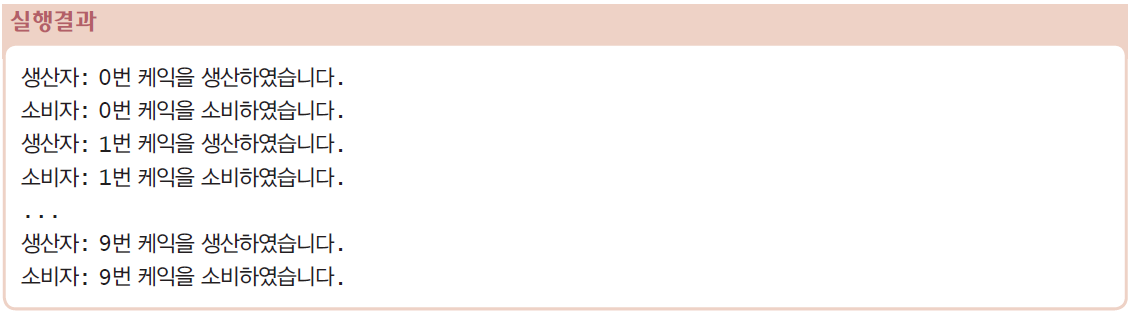 실행결과
생산자: 0번 케익을 생산하였습니다.
소비자: 0번 케익을 소비하였습니다.
생산자: 1번 케익을 생산하였습니다.
소비자: 1번 케익을 소비하였습니다.
...
생산자: 9번 케익을 생산하였습니다.
소비자: 9번 케익을 소비하였습니다.